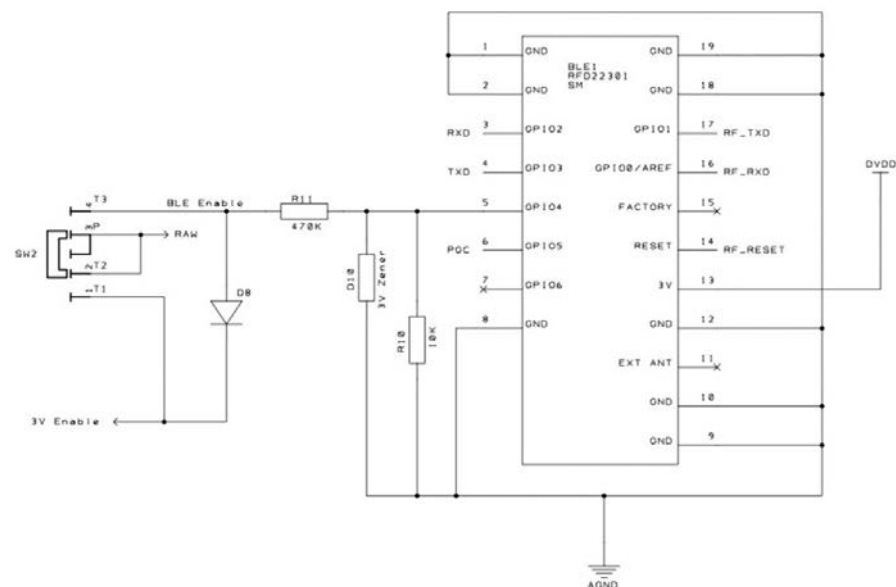 1 GND GND 19
BLE1
RFD22301
SM
2 GND GND 18
RXD 3 GPIO2 GPIO1 17 RF_TXD
TXD 4 GPIO3 GPIO0/AREF 16 RF_RXD
DVDD
T3 BLE Enable R11 5 GPIO4 FACTORY 15
470K
P RAW
SW2
T2
PGC 6 GPIO5 RESET 14 RF_RESET
D10
3V Zener
7 GPIO6 3V 13
T1 D8
R10
10K
8 GND GND 12
EXT ANT 11
3V Enable
GND 10
GND 9
AGND